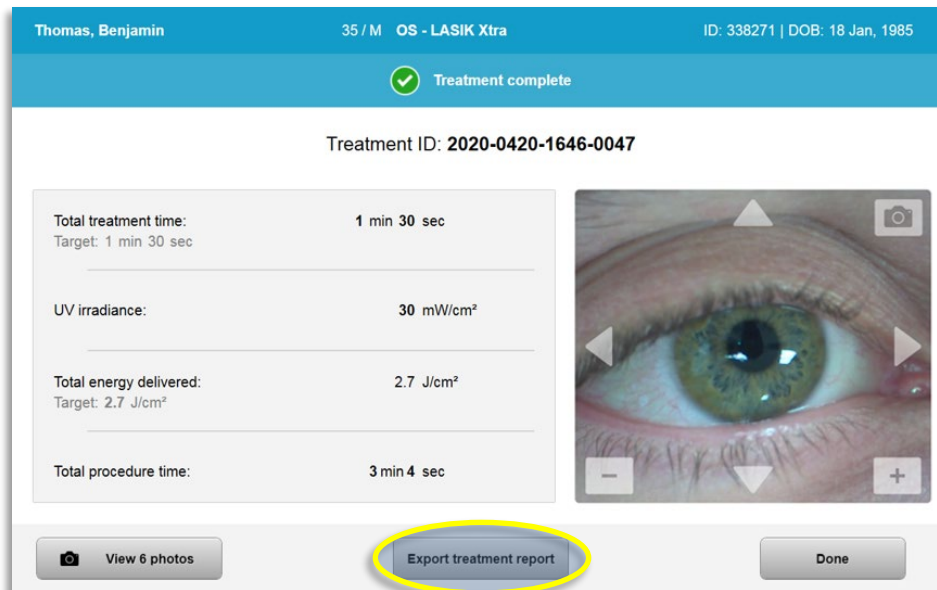 Thomas, Benjamin 35 / M OS - LASIK Xtra ID: 338271 | DOB: 18 Jan, 1985
Treatment complete
Treatment ID: 2020-0420-1646-0047
Total treatment time: 1 min 30 sec
Target: 1 min 30 sec
UV irradiance: 30 mW/cm²
Total energy delivered: 2.7 J/cm²
Target: 2.7 J/cm²
Total procedure time: 3 min 4 sec
View 6 photos Export treatment report Done